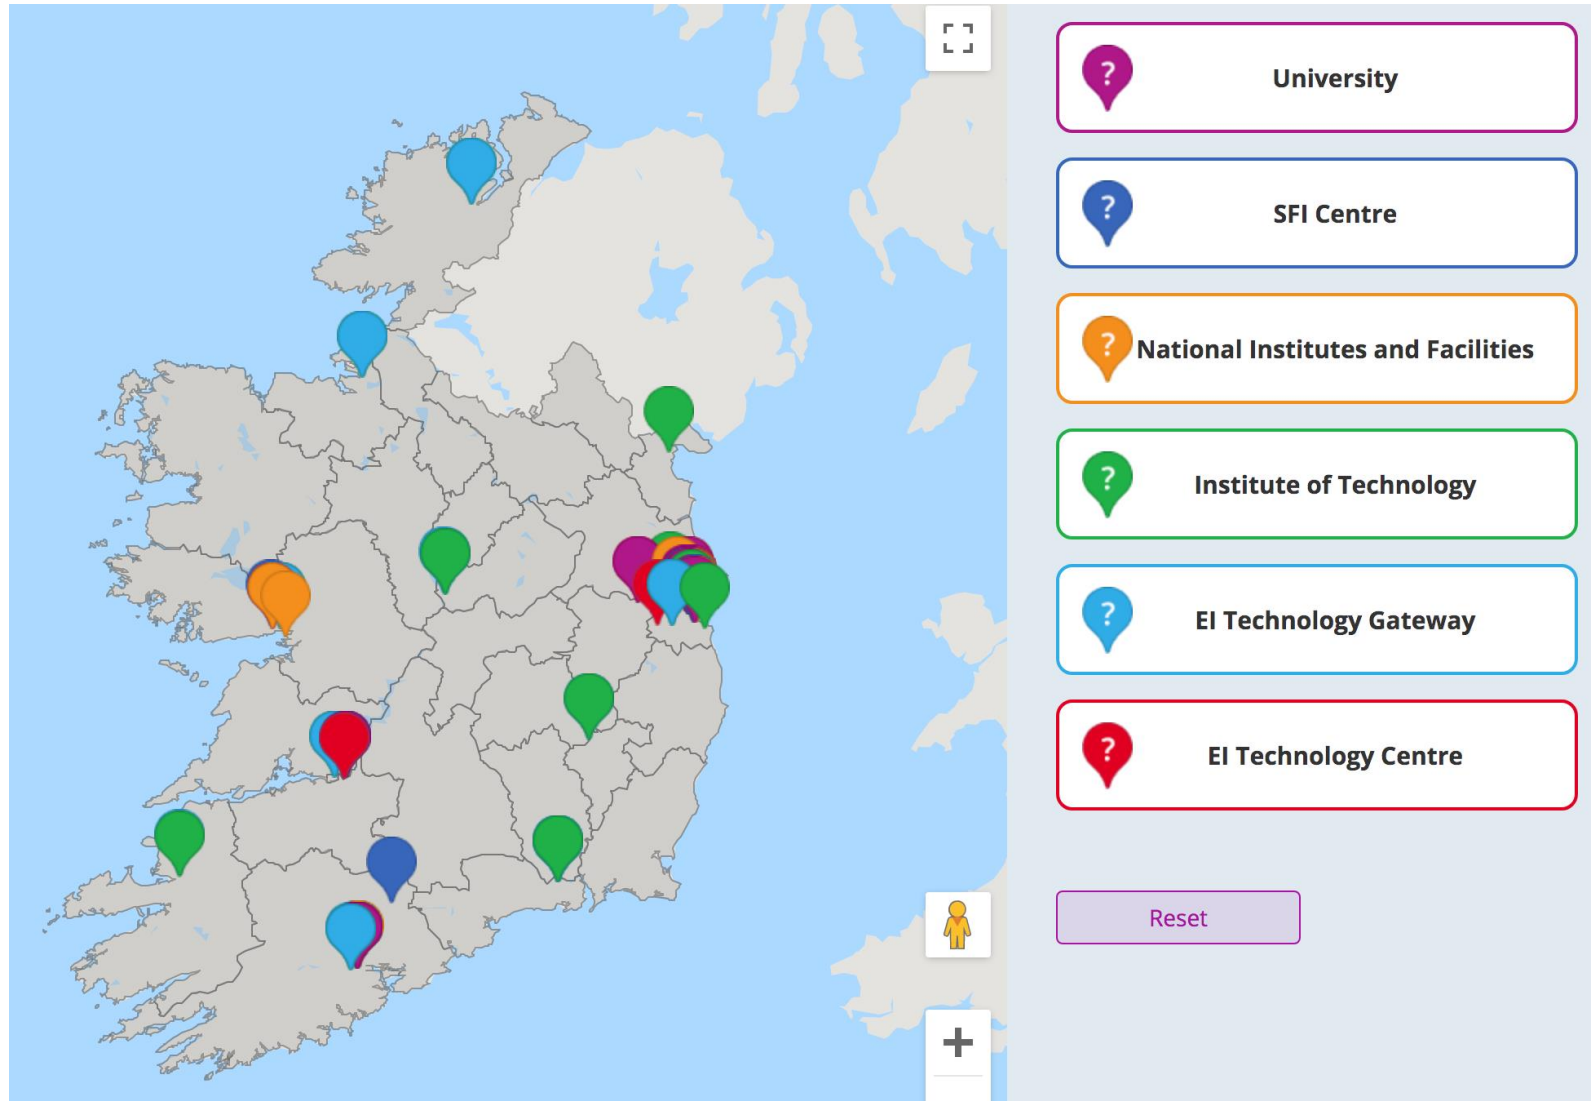 ?
University
?
SFI Centre
?
National Institutes and Facilities
?
Institute of Technology
?
EI Technology Gateway
?
EI Technology Centre
Reset
+